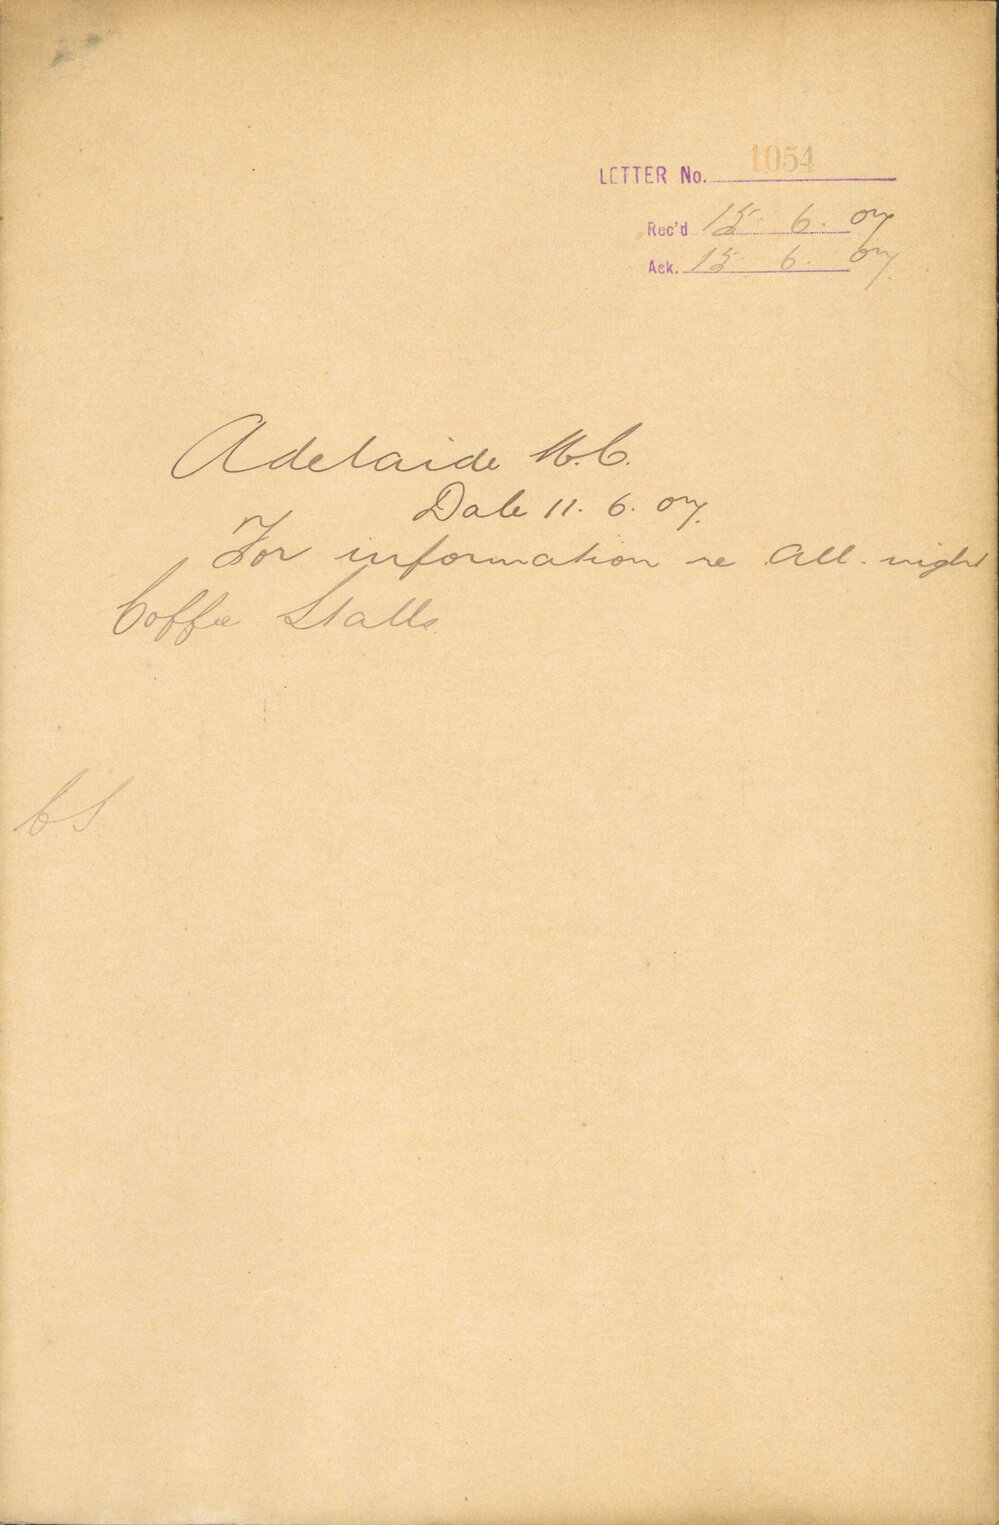 LETTER No. 1054
Rec'd 15. 6. 07
Ack. 15. 6. 07
Adelaide M.C.
Date 11. 6. 07.
For information re All-night
Coffee Stalls